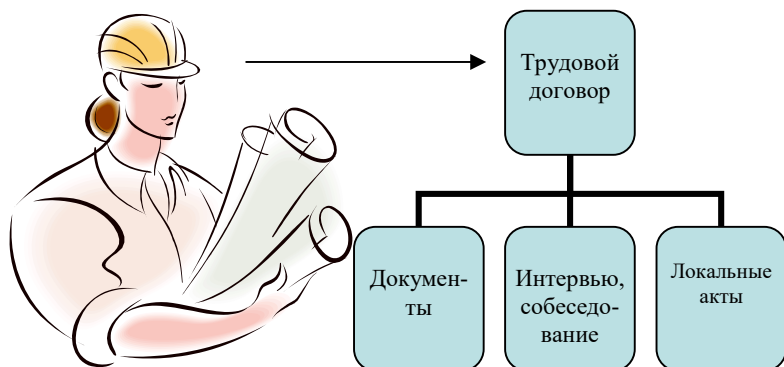 Трудовой
договор
Докумен-
ты
Интервью,
собеседо-
вание
Локальные
акты